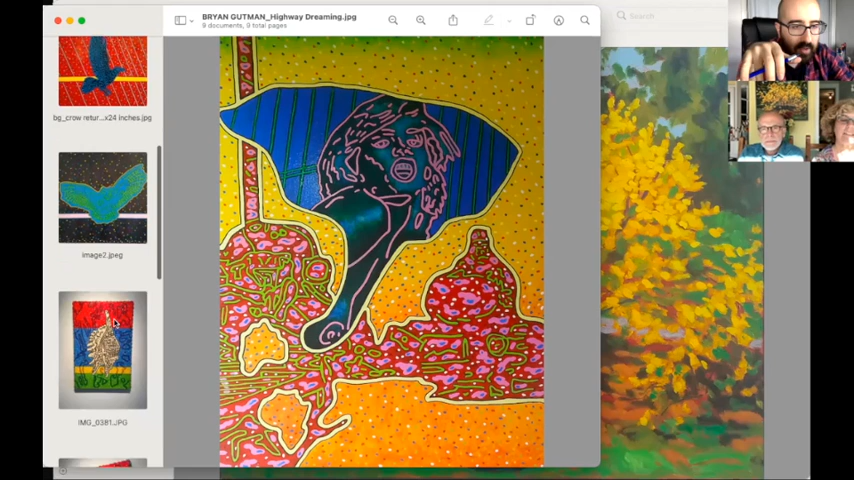 BRYAN GUTMAN_Highway Dreaming.jpg
9 documents, 9 total pages
Search
bg_crow retur...x24 inches.jpg
image2.jpeg
IMG_0381.JPG